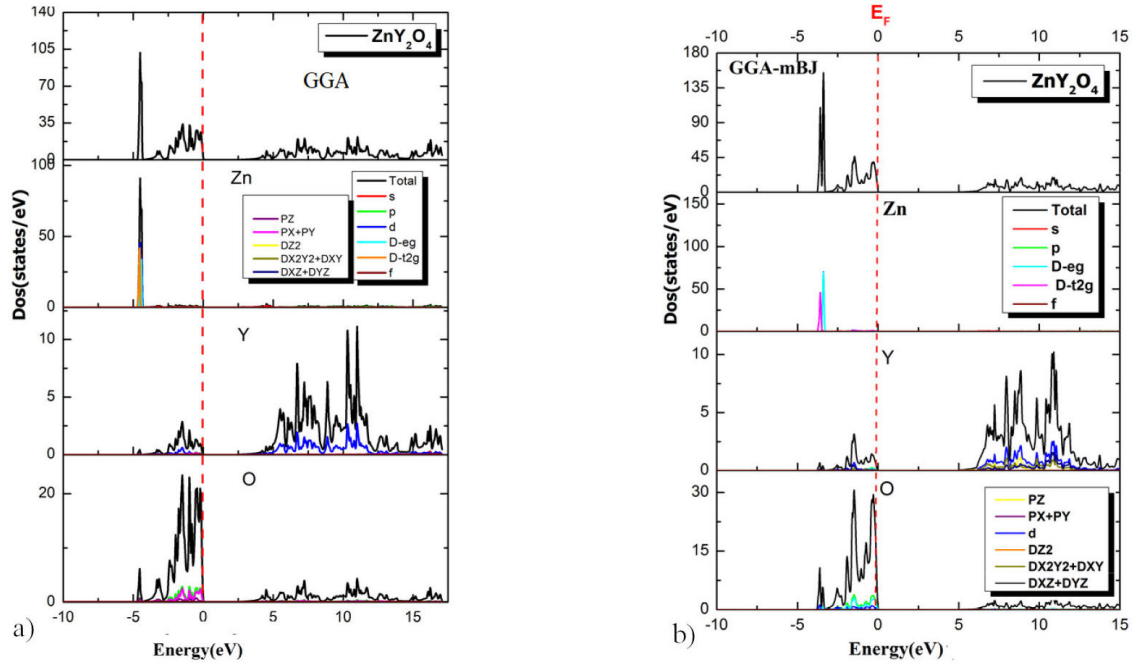 140
105
70
35
0
ZnY₂O₄
GGA
100
50
0
Zn
PZ
PX+PY
DZ2
DX2Y2+DXY
DXZ+DYZ
Total
s
p
d
D-eg
D-t2g
f
Dos(states/eV)
10
5
0
Y
20
0
O
-10 -5 0 5 10 15
Energy(eV)
a)
E_F
-10 -5 0 5 10 15
180
135
90
45
0
GGA-mBJ
ZnY₂O₄
150
100
50
0
Zn
Total
s
p
D-eg
D-t2g
f
Dos(states/eV)
10
5
0
Y
30
15
0
O
PZ
PX+PY
d
DZ2
DX2Y2+DXY
DXZ+DYZ
-10 -5 0 5 10 15
Energy(eV)
b)